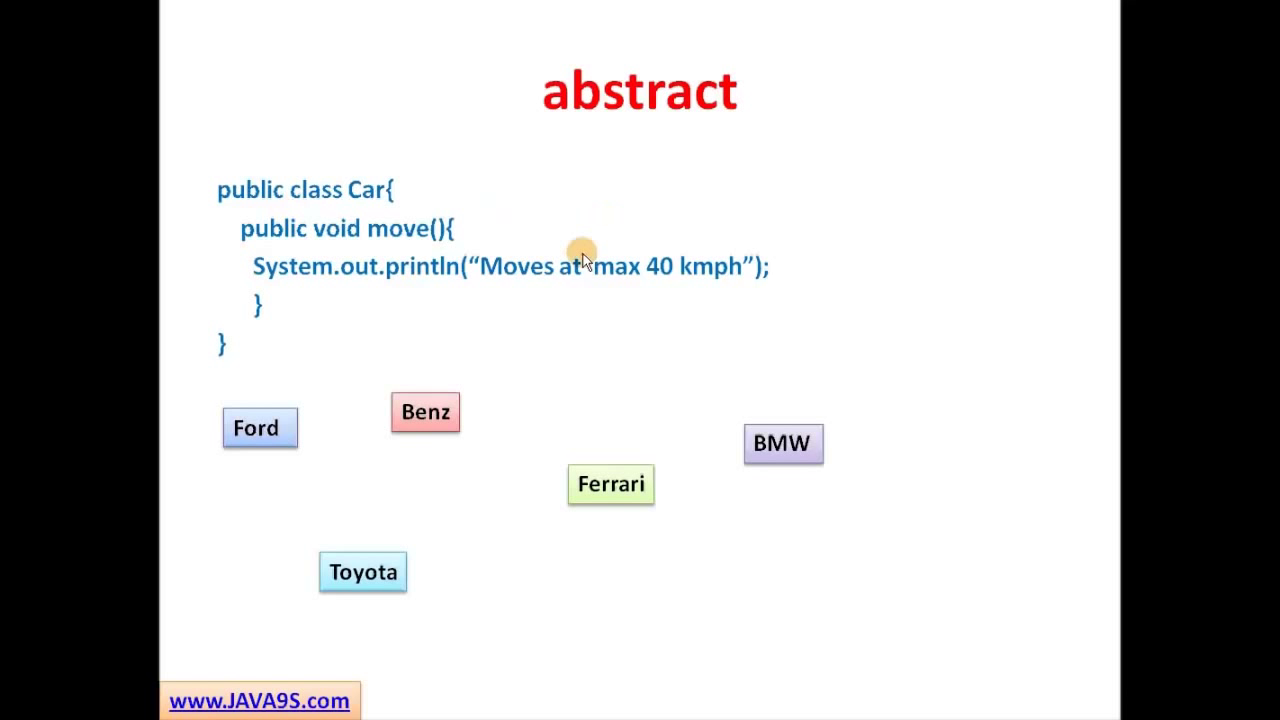 abstract
public class Car{
public void move(){
System.out.println(“Moves at max 40 kmph”);
}
}
Ford
Benz
BMW
Ferrari
Toyota
www.JAVA9S.com